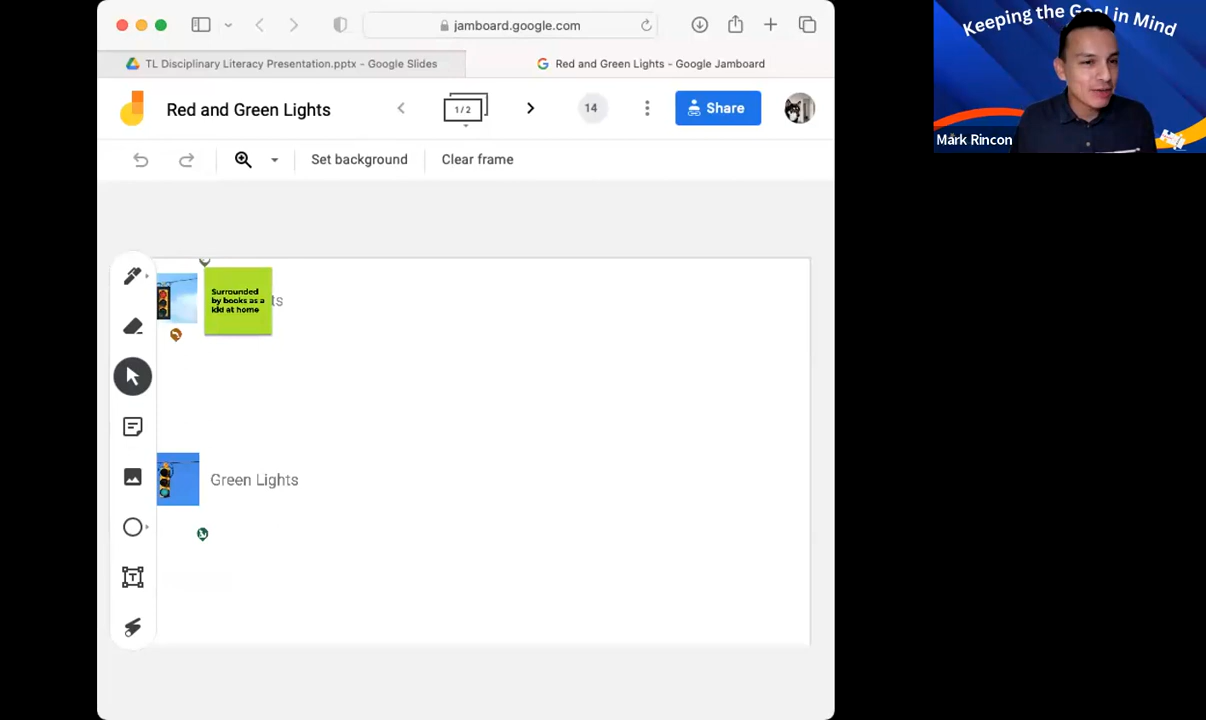 jamboard.google.com
TL Disciplinary Literacy Presentation.pptx - Google Slides
Red and Green Lights - Google Jamboard
Red and Green Lights
1/2
14
Share
Set background
Clear frame
Surrounded
by books as a
kid at home
ts
Green Lights
Keeping the Goal in Mind
Mark Rincon